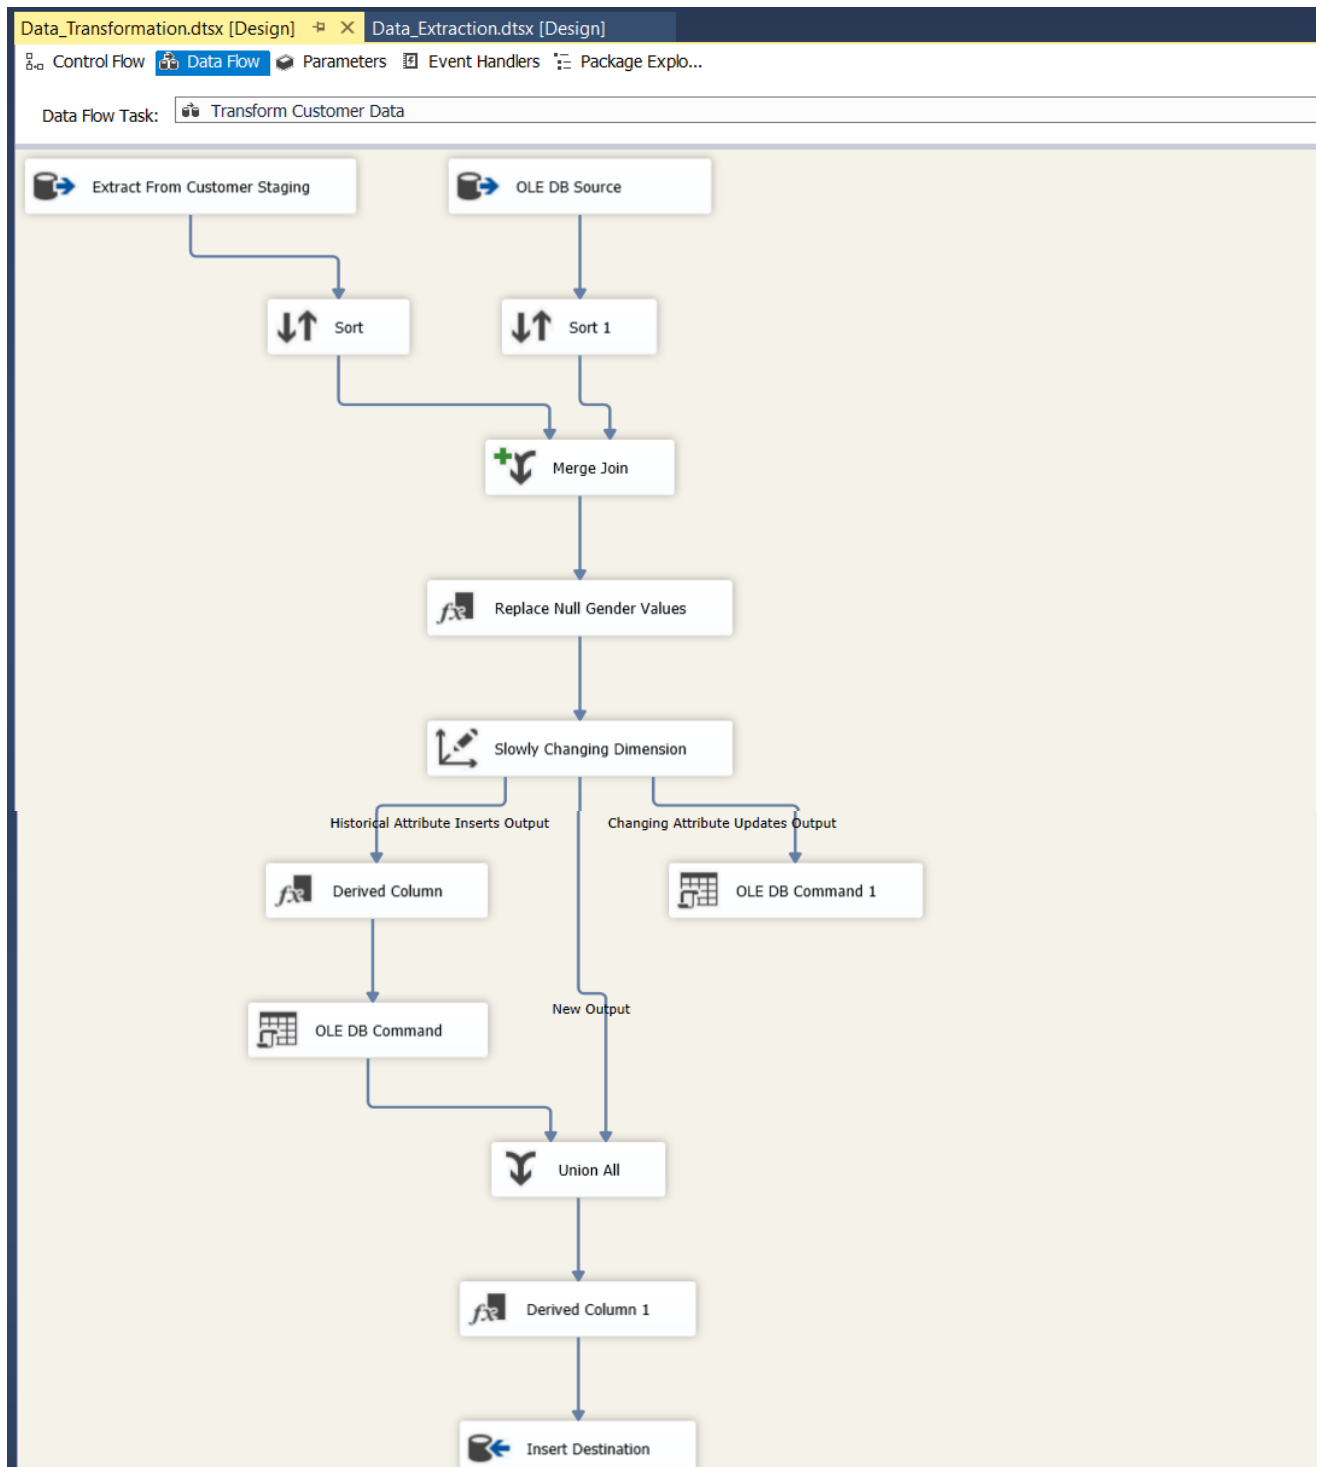 Data_Transformation.dtsx [Design] Data_Extraction.dtsx [Design]
Control Flow Data Flow Parameters Event Handlers Package Explo...
Data Flow Task: Transform Customer Data
Extract From Customer Staging OLE DB Source
Sort Sort 1
Merge Join
Replace Null Gender Values
Slowly Changing Dimension
Historical Attribute Inserts Output Changing Attribute Updates Output
Derived Column OLE DB Command 1
New Output
OLE DB Command
Union All
Derived Column 1
Insert Destination